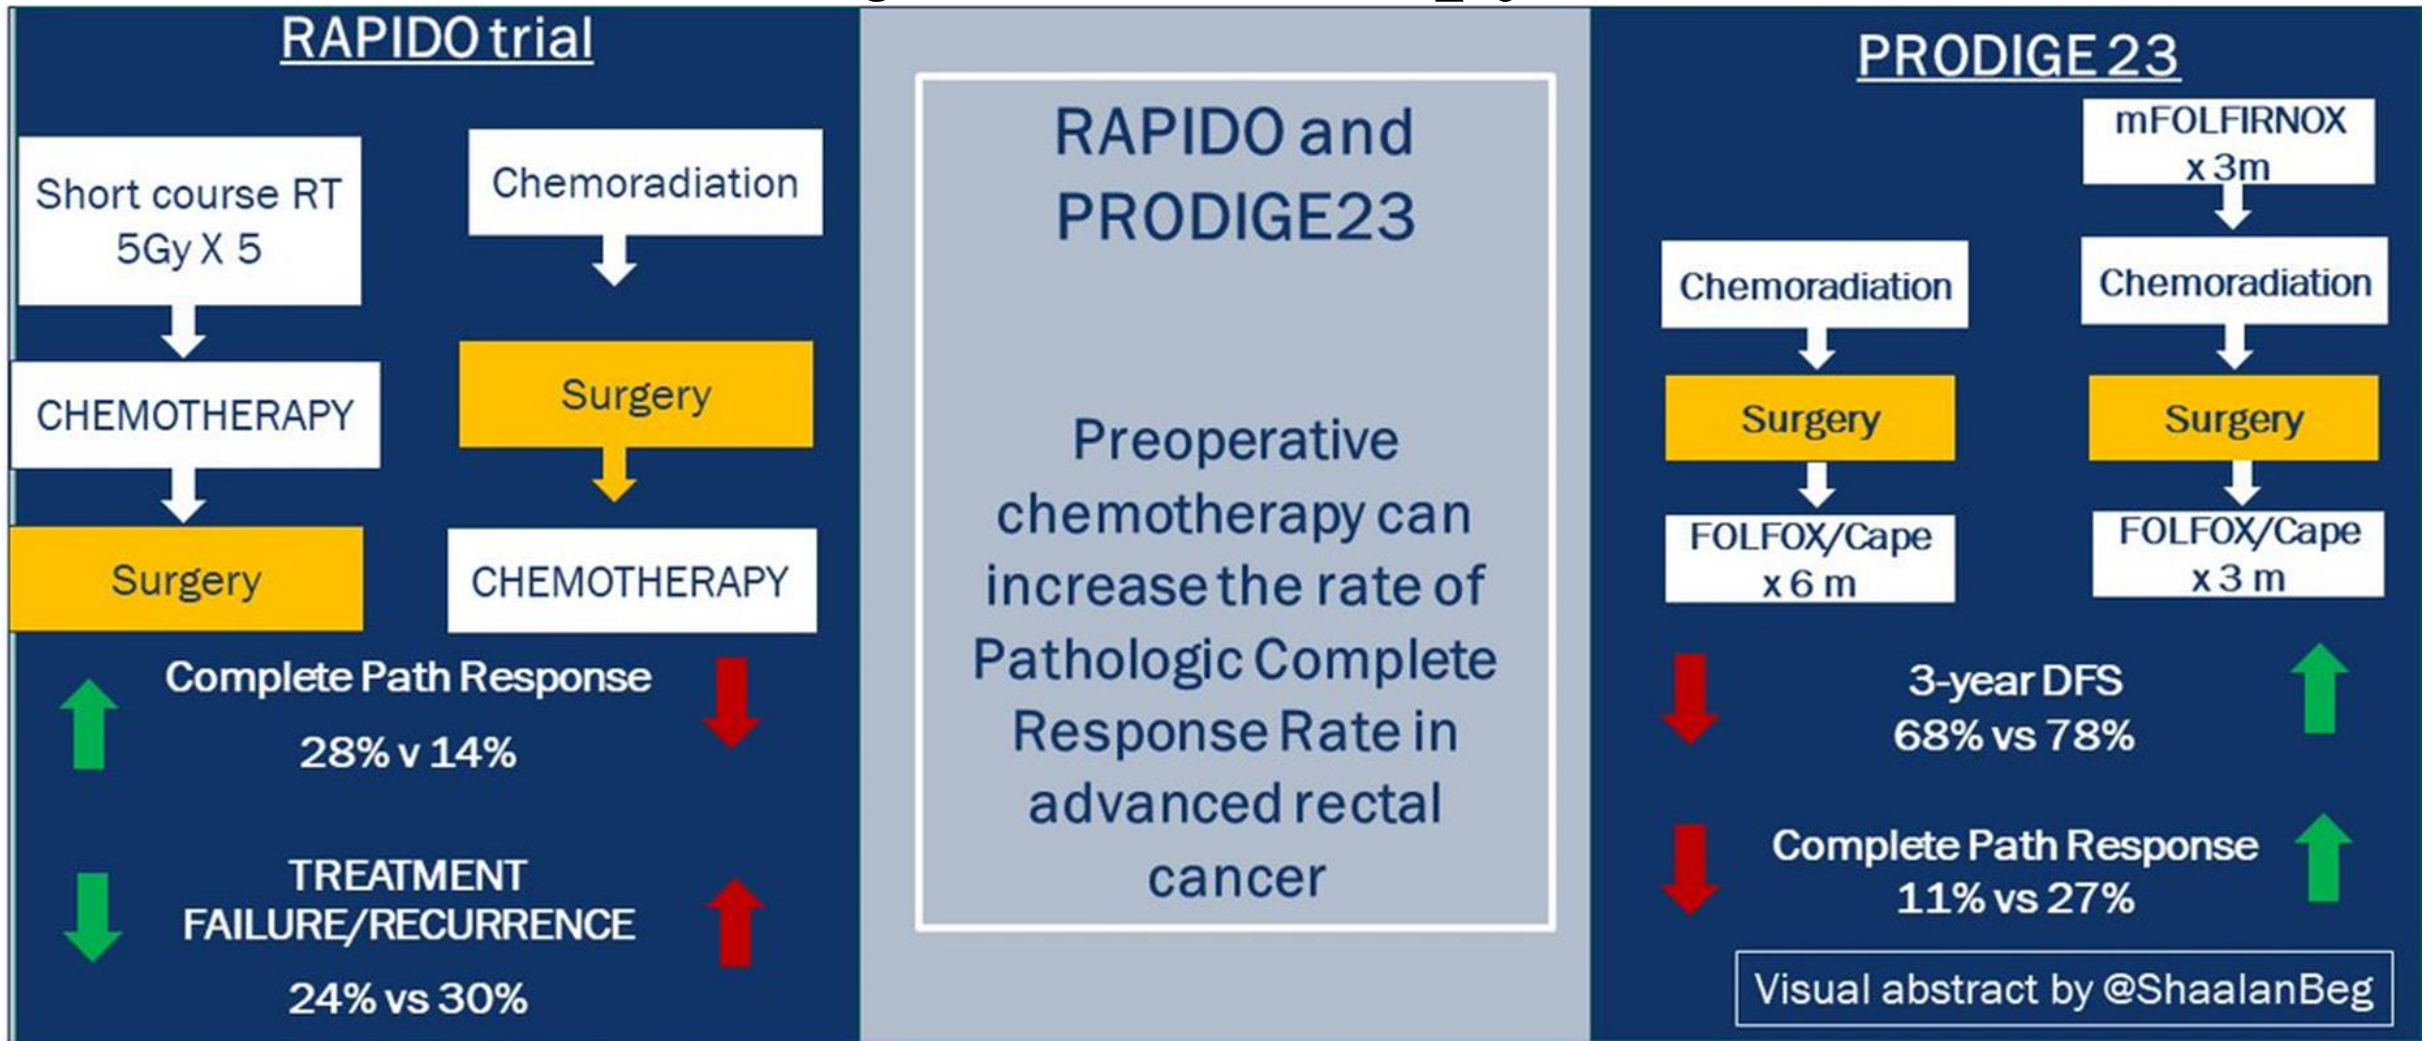 RAPIDO trial
Short course RT
5Gy X 5
CHEMOTHERAPY
Surgery
Chemoradiation
Surgery
CHEMOTHERAPY
Complete Path Response
28% v 14%
TREATMENT
FAILURE/RECURRENCE
24% vs 30%
RAPIDO and
PRODIGE23
Preoperative
chemotherapy can
increase the rate of
Pathologic Complete
Response Rate in
advanced rectal
cancer
PRODIGE 23
Chemoradiation
Surgery
FOLFOX/Cape
x 6 m
mFOLFIRNOX
x 3m
Chemoradiation
Surgery
FOLFOX/Cape
x 3 m
3-year DFS
68% vs 78%
Complete Path Response
11% vs 27%
Visual abstract by @ShaalanBeg